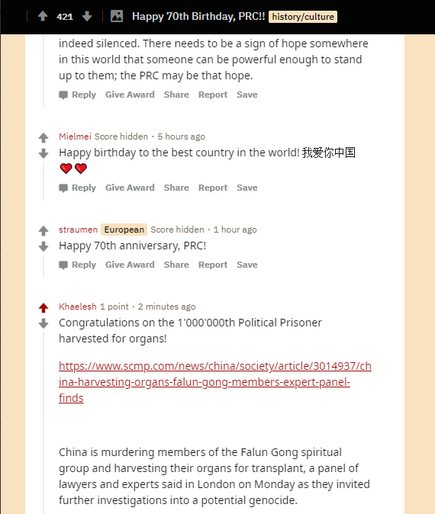 421 Happy 70th Birthday, PRC!! history/culture
indeed silenced. There needs to be a sign of hope somewhere
in this world that someone can be powerful enough to stand
up to them; the PRC may be that hope.
Reply Give Award Share Report Save
Mielmei Score hidden · 5 hours ago
Happy birthday to the best country in the world! 我爱你中国
Reply Give Award Share Report Save
straumen European Score hidden · 1 hour ago
Happy 70th anniversary, PRC!
Reply Give Award Share Report Save
Khaelesh 1 point · 2 minutes ago
Congratulations on the 1'000'000th Political Prisoner
harvested for organs!
https://www.scmp.com/news/china/society/article/3014937/ch
ina-harvesting-organs-falun-gong-members-expert-panel-
finds
China is murdering members of the Falun Gong spiritual
group and harvesting their organs for transplant, a panel of
lawyers and experts said in London on Monday as they invited
further investigations into a potential genocide.